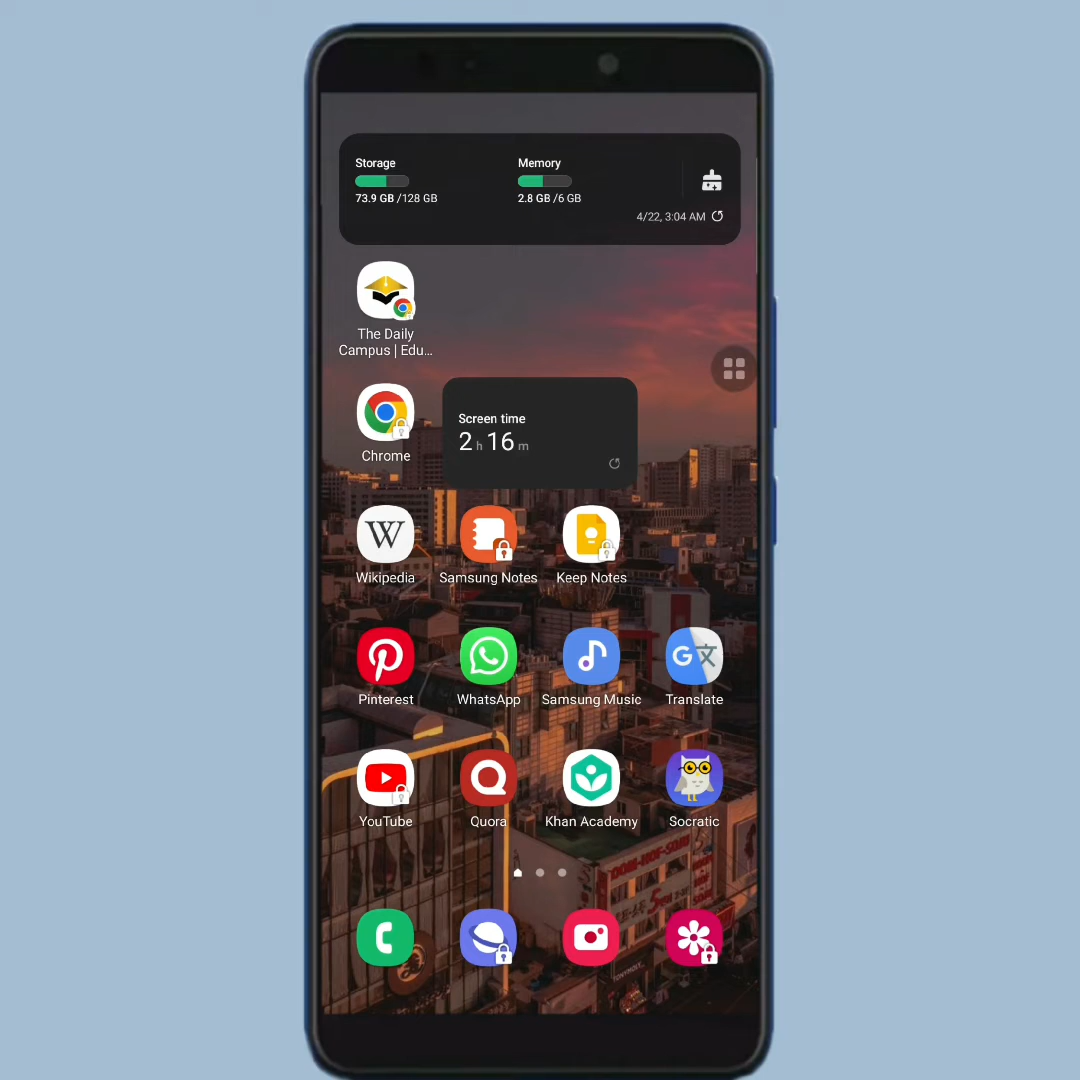 Storage
Memory
73.9 GB /128 GB
2.8 GB /6 GB
4/22, 3:04 AM
The Daily
Campus | Edu...
Chrome
Screen time
2 h 16 m
W
Wikipedia
Samsung Notes
Keep Notes
G文
Pinterest
WhatsApp
Samsung Music
Translate
YouTube
Quora
Khan Academy
Socratic